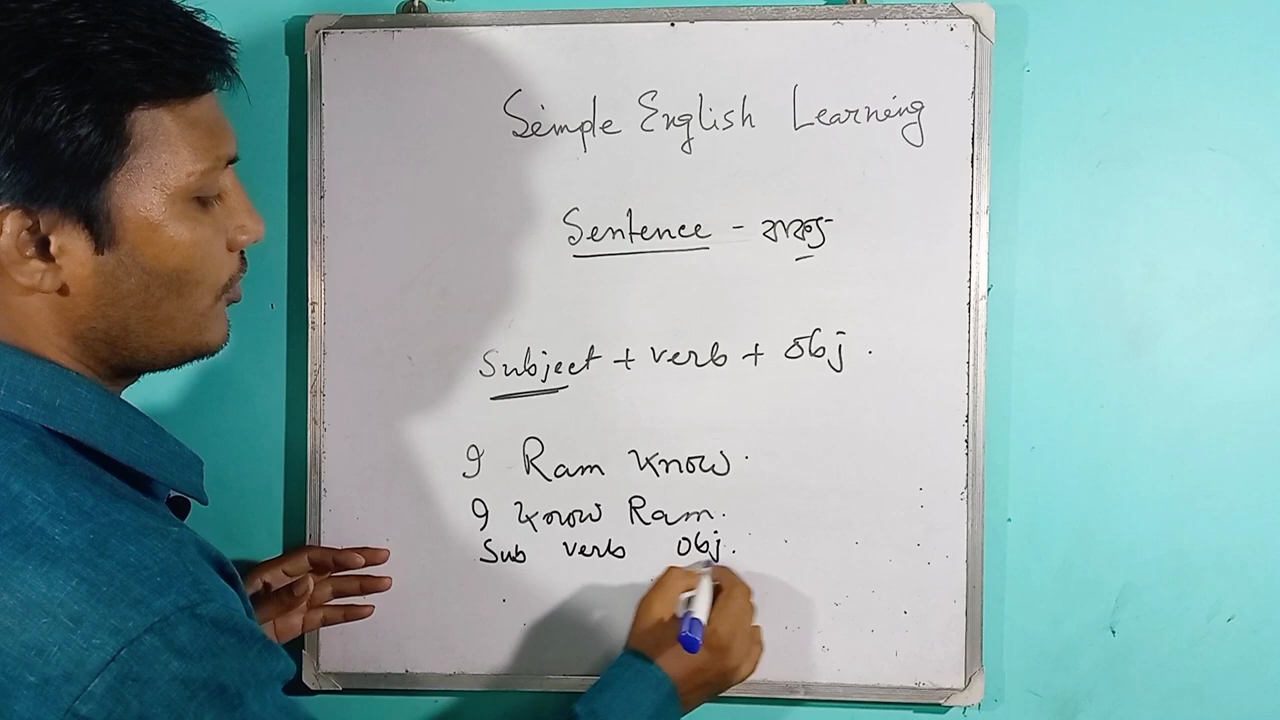 Simple English Learning
Sentence - বাক্য
Subject + verb + obj.
I Ram know.
I know Ram.
Sub verb obj.